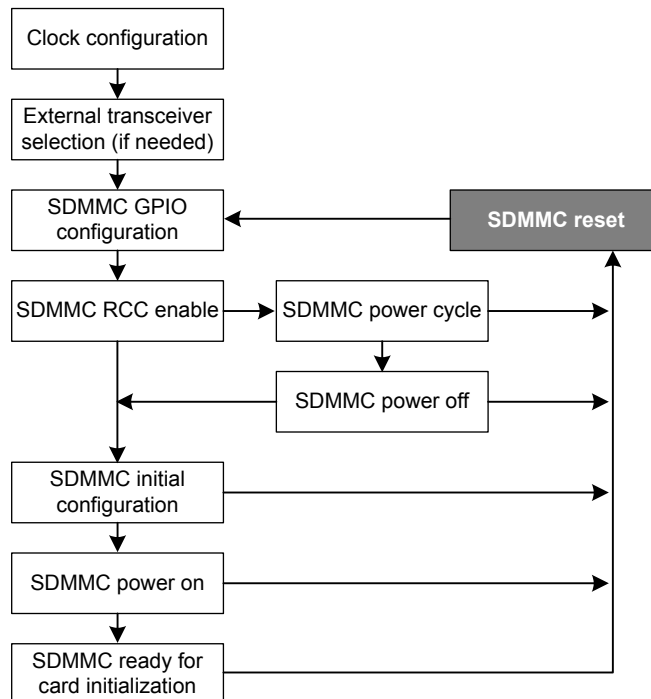 Clock configuration
External transceiver
selection (if needed)
SDMMC GPIO
configuration
SDMMC reset
SDMMC RCC enable
SDMMC power cycle
SDMMC power off
SDMMC initial
configuration
SDMMC power on
SDMMC ready for
card initialization